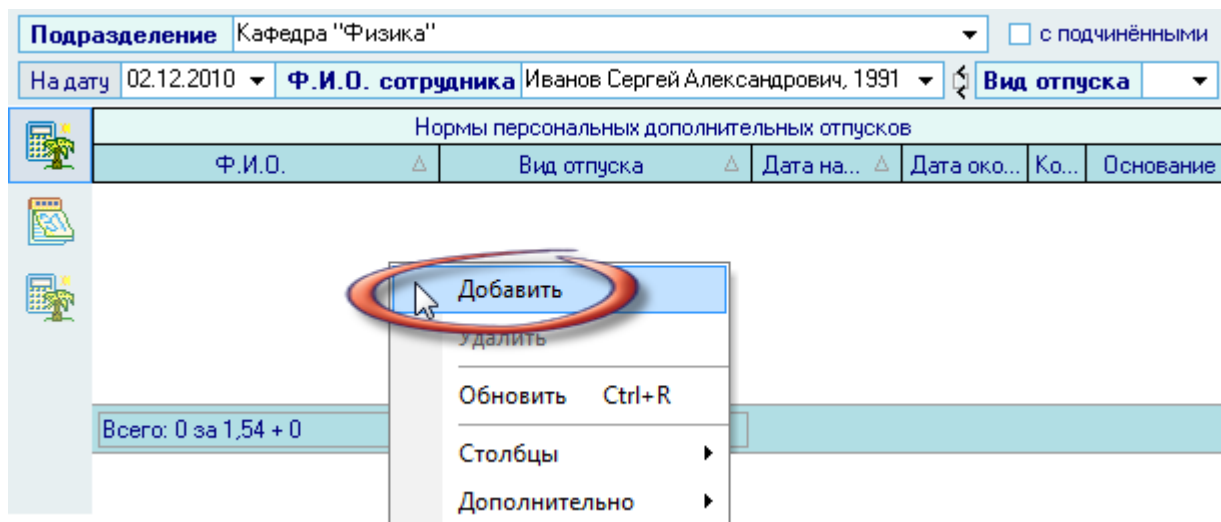 Подразделение Кафедра "Физика" с подчинёнными
На дату 02.12.2010 Ф.И.О. сотрудника Иванов Сергей Александрович, 1991 Вид отпуска
Нормы персональных дополнительных отпусков
Ф.И.О. Вид отпуска Дата на... Дата око... Ко... Основание
Добавить
Удалить
Обновить Ctrl+R
Всего: 0 за 1,54 + 0
Столбцы
Дополнительно